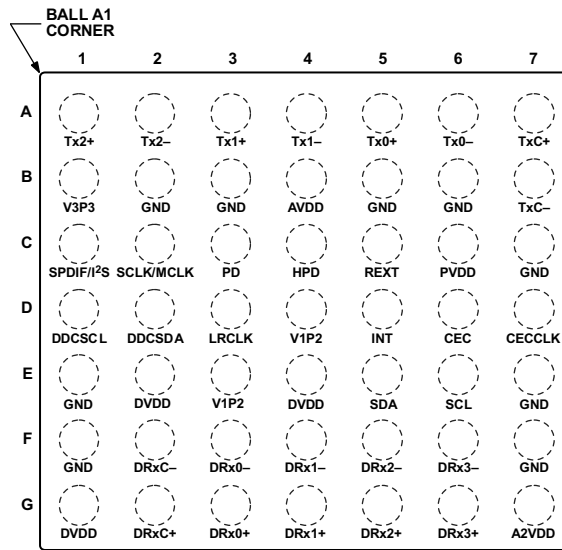 BALL A1
CORNER
1 2 3 4 5 6 7
A
Tx2+ Tx2– Tx1+ Tx1– Tx0+ Tx0– TxC+
B
V3P3 GND GND AVDD GND GND TxC–
C
SPDIF/I²S SCLK/MCLK PD HPD REXT PVDD GND
D
DDCSCL DDCSDA LRCLK V1P2 INT CEC CECCLK
E
GND DVDD V1P2 DVDD SDA SCL GND
F
GND DRxC– DRx0– DRx1– DRx2– DRx3– GND
G
DVDD DRxC+ DRx0+ DRx1+ DRx2+ DRx3+ A2VDD